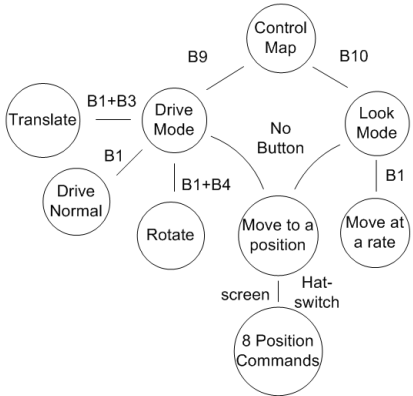 Control
Map
B9
B10
B1+B3
Translate
Drive
Mode
Look
Mode
No
Button
B1
B1
Drive
Normal
B1+B4
Rotate
Move to a
position
Move at
a rate
screen
Hat-
switch
8 Position
Commands